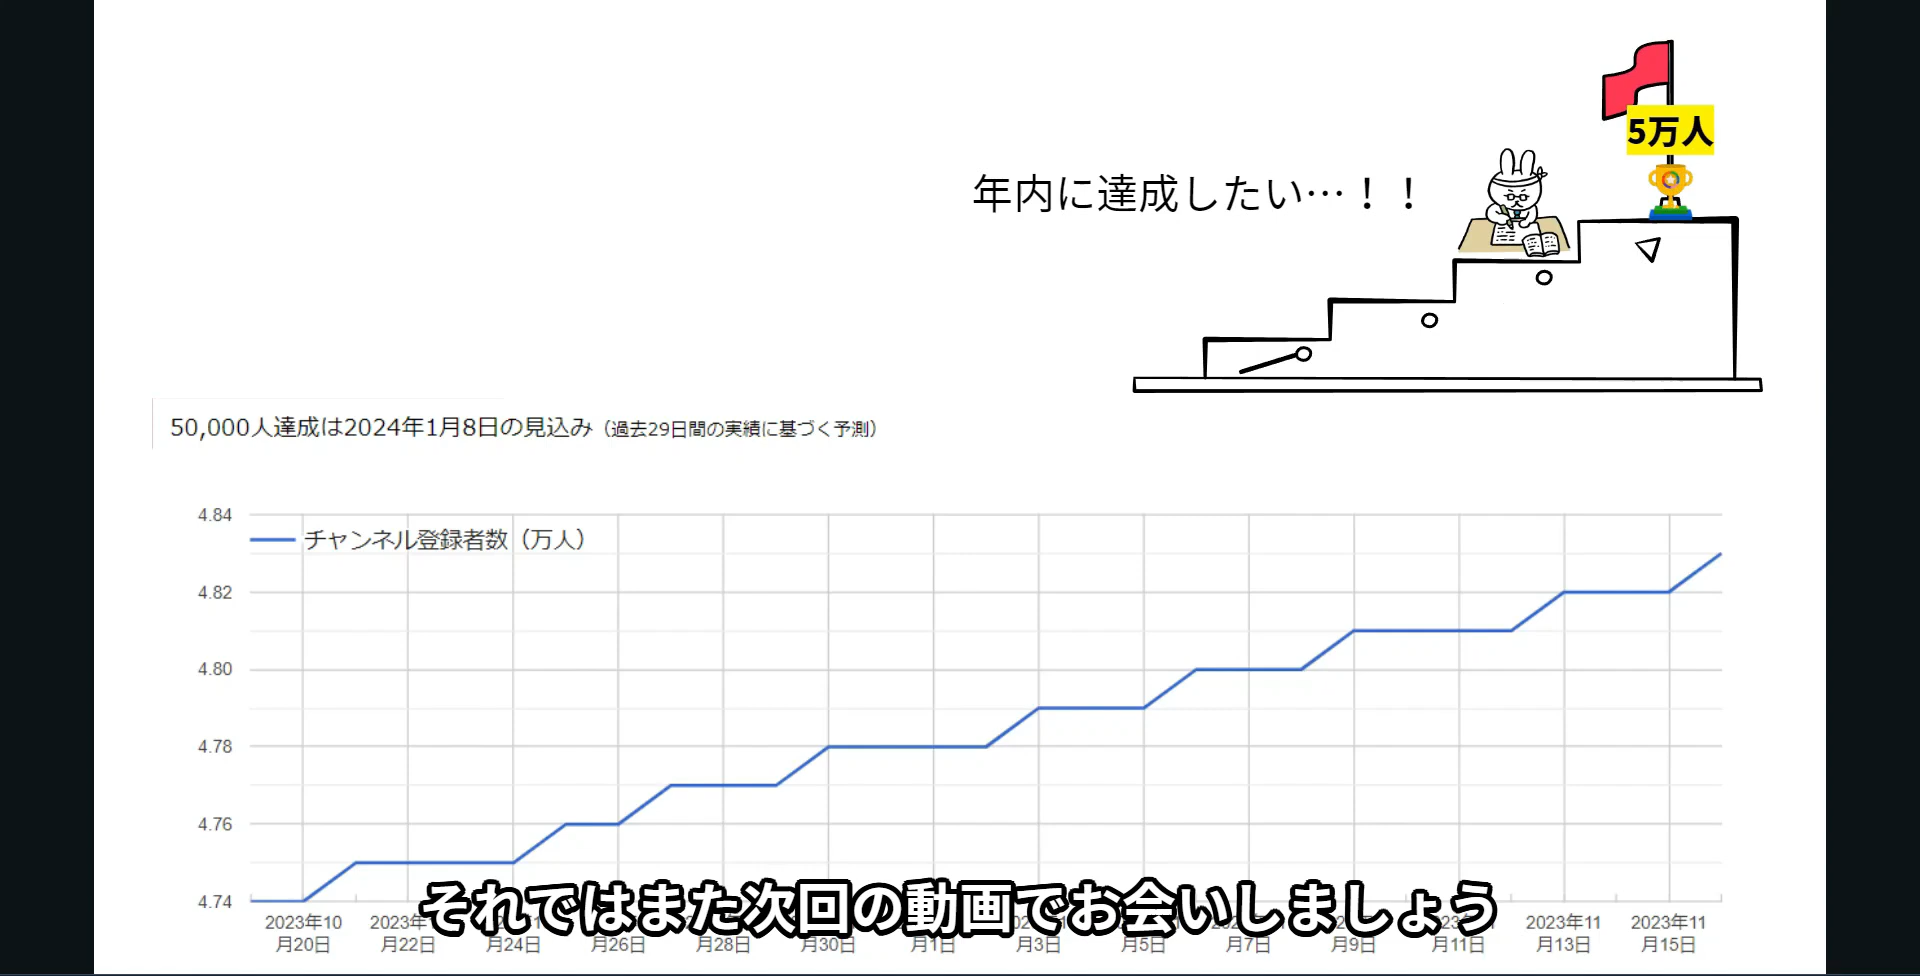 5万人
年内に達成したい…！！
50,000人達成は2024年1月8日の見込み（過去29日間の実績に基づく予測）
チャンネル登録者数（万人）
4.84
4.82
4.80
4.78
4.76
4.74
それではまた次回の動画でお会いしましょう
2023年10
月20日
月22日
月24日
月26日
月28日
月30日
月1日
月3日
月5日
月7日
月9日
月11日
2023年11
月13日
2023年11
月15日